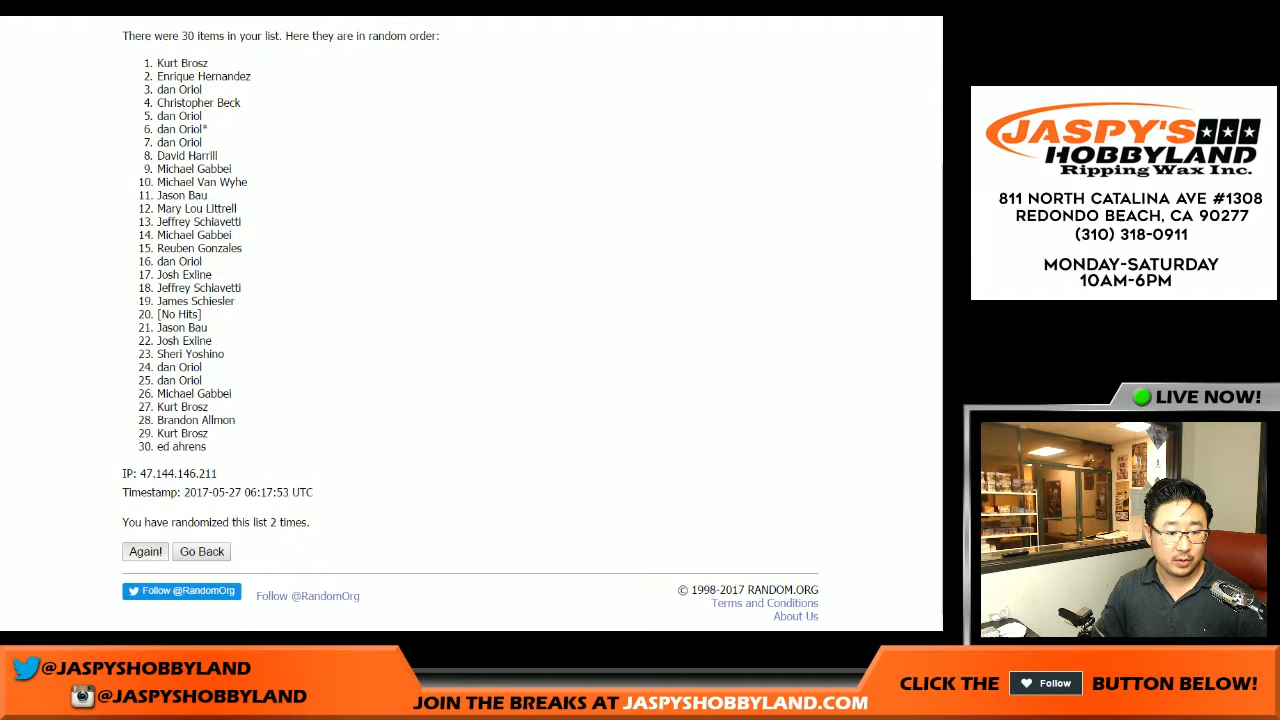 There were 30 items in your list. Here they are in random order:
1. Kurt Brosz
2. Enrique Hernandez
3. dan Oriol
4. Christopher Beck
5. dan Oriol
6. dan Oriol*
7. dan Oriol
8. David Harrill
9. Michael Gabbei
10. Michael Van Wyhe
11. Jason Bau
12. Mary Lou Littrell
13. Jeffrey Schiavetti
14. Michael Gabbei
15. Reuben Gonzales
16. dan Oriol
17. Josh Exline
18. Jeffrey Schiavetti
19. James Schiesler
20. [No Hits]
21. Jason Bau
22. Josh Exline
23. Sheri Yoshino
24. dan Oriol
25. dan Oriol
26. Michael Gabbei
27. Kurt Brosz
28. Brandon Allmon
29. Kurt Brosz
30. ed ahrens
IP: 47.144.146.211
Timestamp: 2017-05-27 06:17:53 UTC
You have randomized this list 2 times.
Again! Go Back
Follow @RandomOrg Follow @RandomOrg
© 1998-2017 RANDOM.ORG
Terms and Conditions
About Us
JASPY'S
HOBBYLAND
Ripping Wax Inc.
811 NORTH CATALINA AVE #1308
REDONDO BEACH, CA 90277
(310) 318-0911
MONDAY-SATURDAY
10AM-6PM
LIVE NOW!
@JASPYSHOBBYLAND
@JASPYSHOBBYLAND
JOIN THE BREAKS AT JASPYSHOBBYLAND.COM
CLICK THE Follow BUTTON BELOW!